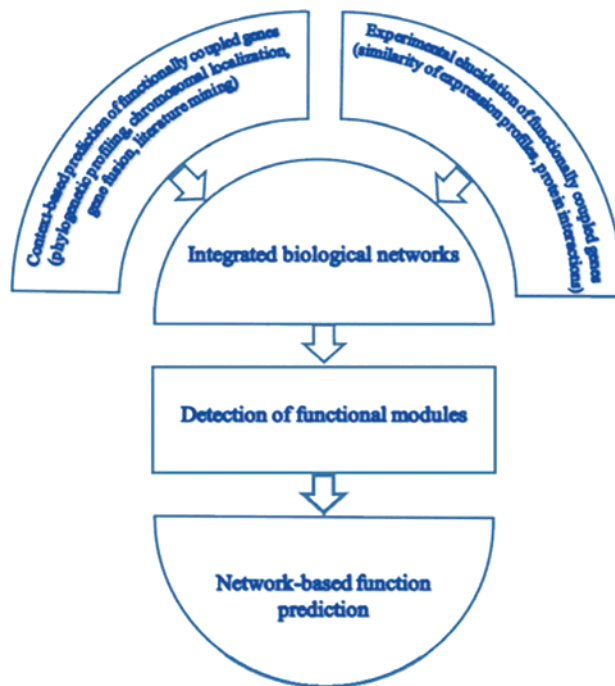 Context-based prediction of functionally coupled genes
(phylogenetic profiling, chromosomal localization,
gene fusion, literature mining)
Experimental elucidation of functionally coupled genes
(similarity of expression profiles, protein interactions)
Integrated biological networks
Detection of functional modules
Network-based function
prediction